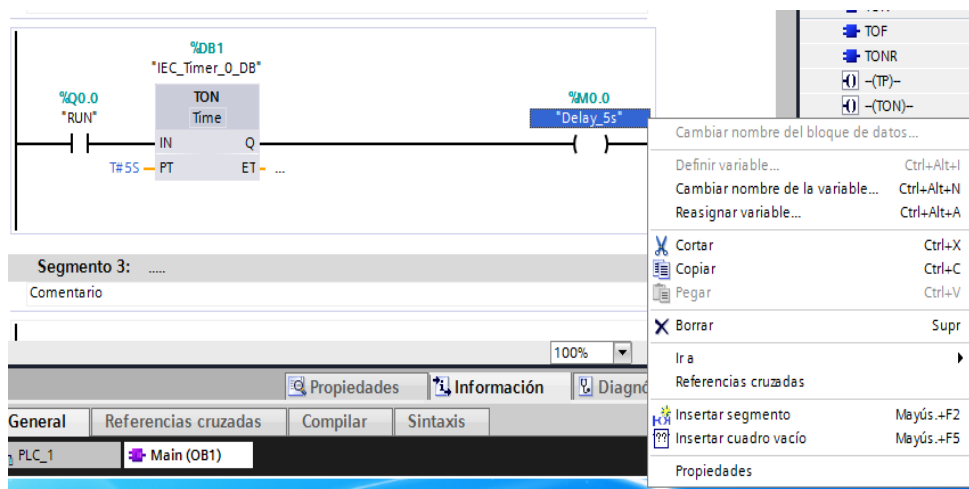 TOF
TONR
-(TP)-
-(TON)-
%DB1
"IEC_Timer_0_DB"
%Q0.0
"RUN"
TON
Time
%M0.0
"Delay_5s"
IN
Q
T#5S
PT
ET
...
Cambiar nombre del bloque de datos...
Definir variable... Ctrl+Alt+I
Cambiar nombre de la variable... Ctrl+Alt+N
Reasignar variable... Ctrl+Alt+A
Cortar Ctrl+X
Copiar Ctrl+C
Pegar Ctrl+V
Borrar Supr
Ir a
Referencias cruzadas
Insertar segmento Mayús.+F2
Insertar cuadro vacío Mayús.+F5
Propiedades
Segmento 3: .....
Comentario
100%
Propiedades
Información
General
Referencias cruzadas
Compilar
Sintaxis
PLC_1
Main (OB1)